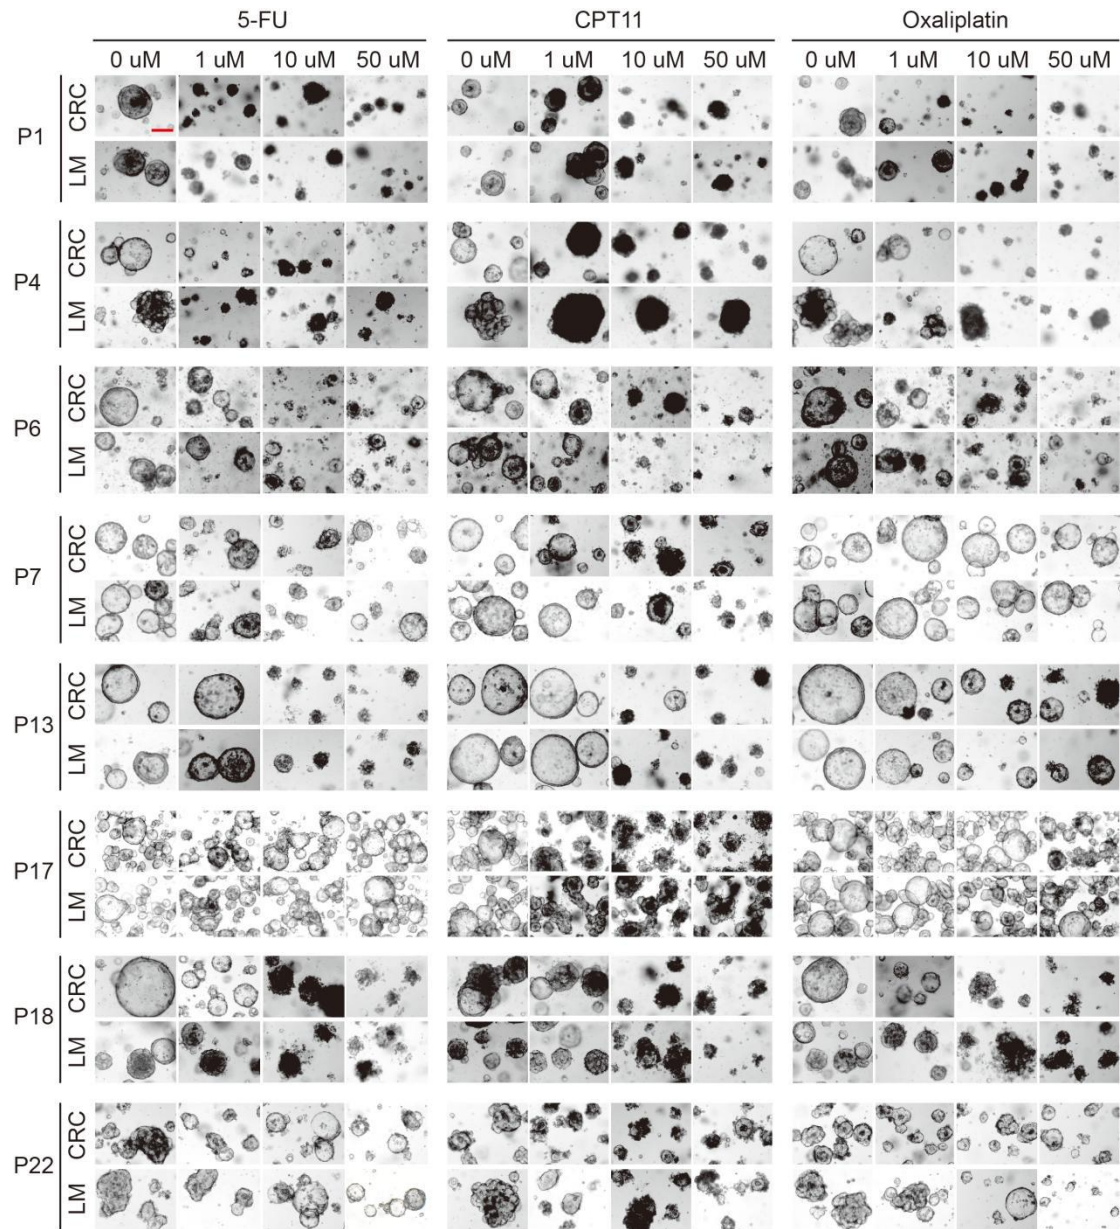 5-FU CPT11 Oxaliplatin
0 uM 1 uM 10 uM 50 uM 0 uM 1 uM 10 uM 50 uM 0 uM 1 uM 10 uM 50 uM
P1
CRC
LM
P4
CRC
LM
P6
CRC
LM
P7
CRC
LM
P13
CRC
LM
P17
CRC
LM
P18
CRC
LM
P22
CRC
LM